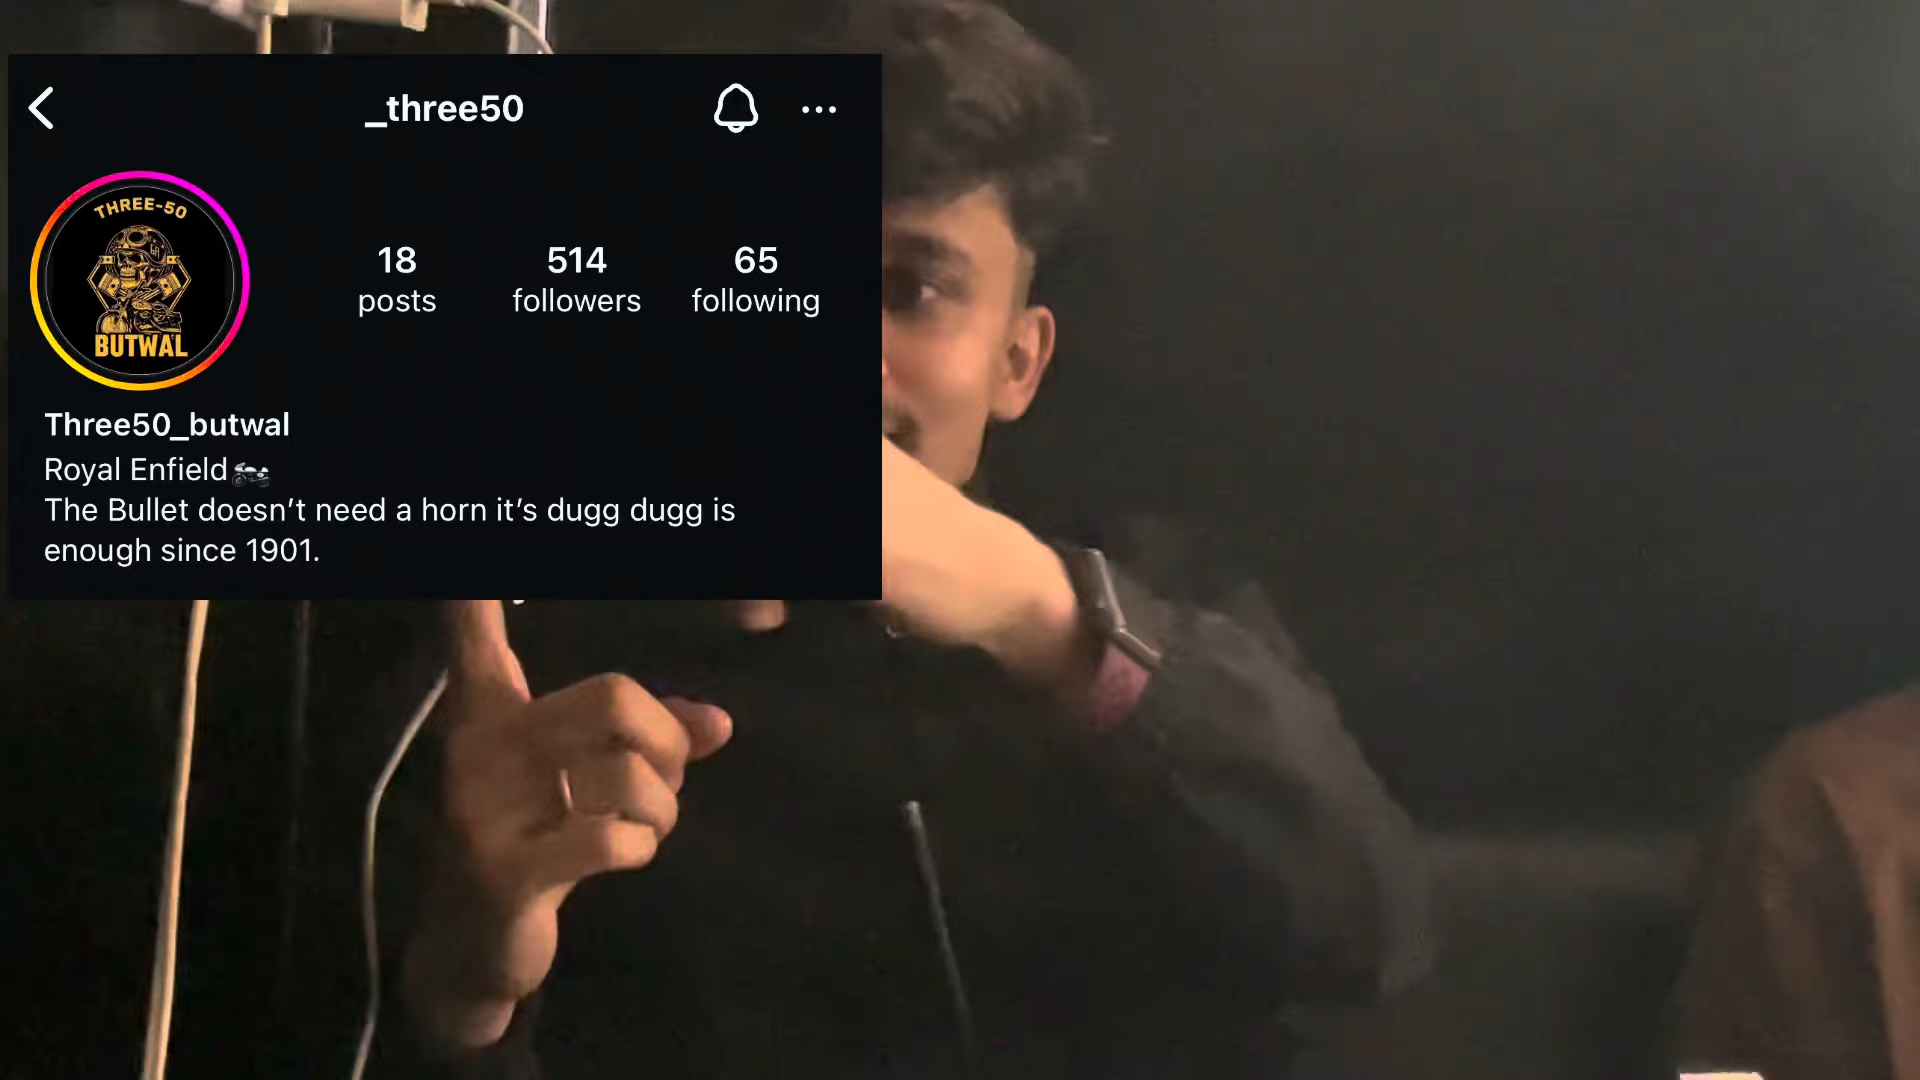 _three50
THREE-50
BUTWAL
18 514 65
posts followers following
Three50_butwal
Royal Enfield🏍
The Bullet doesn’t need a horn it’s dugg dugg is
enough since 1901.